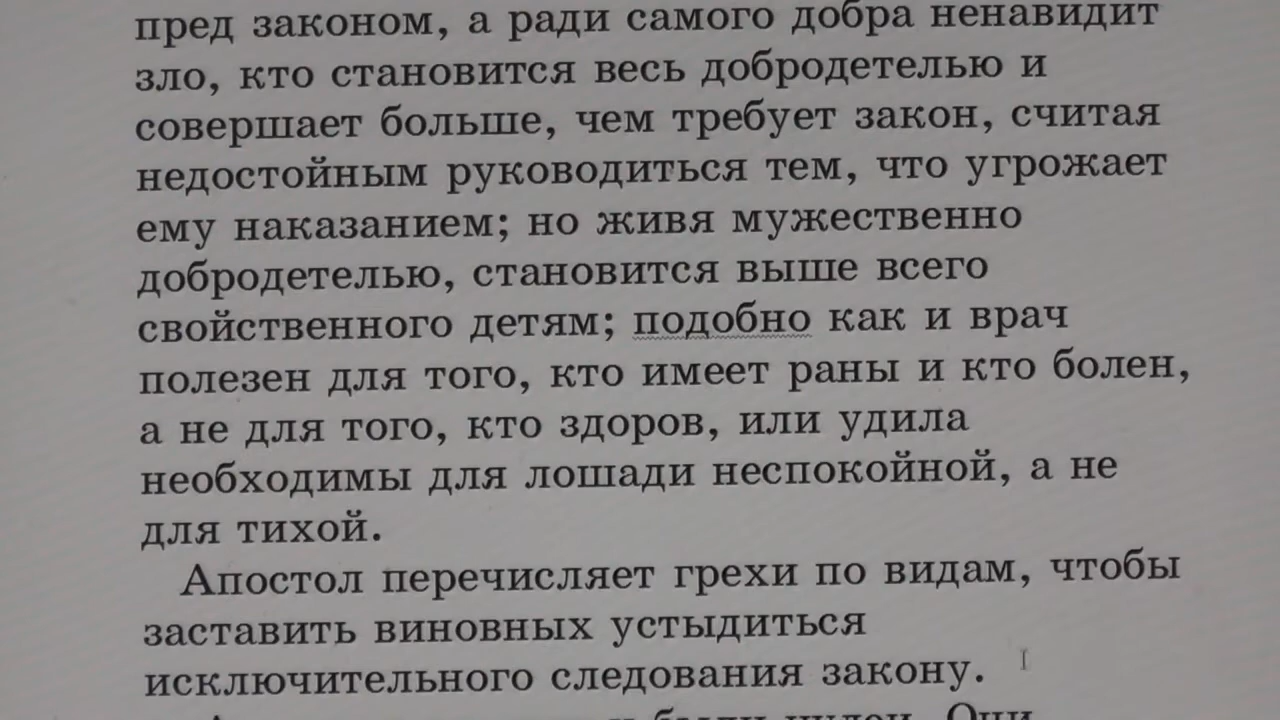 пред законом, а ради самого добра ненавидит
зло, кто становится весь добродетелью и
совершает больше, чем требует закон, считая
недостойным руководиться тем, что угрожает
ему наказанием; но живя мужественно
добродетелью, становится выше всего
свойственного детям; подобно как и врач
полезен для того, кто имеет раны и кто болен,
а не для того, кто здоров, или удила
необходимы для лошади неспокойной, а не
для тихой.
Апостол перечисляет грехи по видам, чтобы
заставить виновных устыдиться
исключительного следования закону.
Они